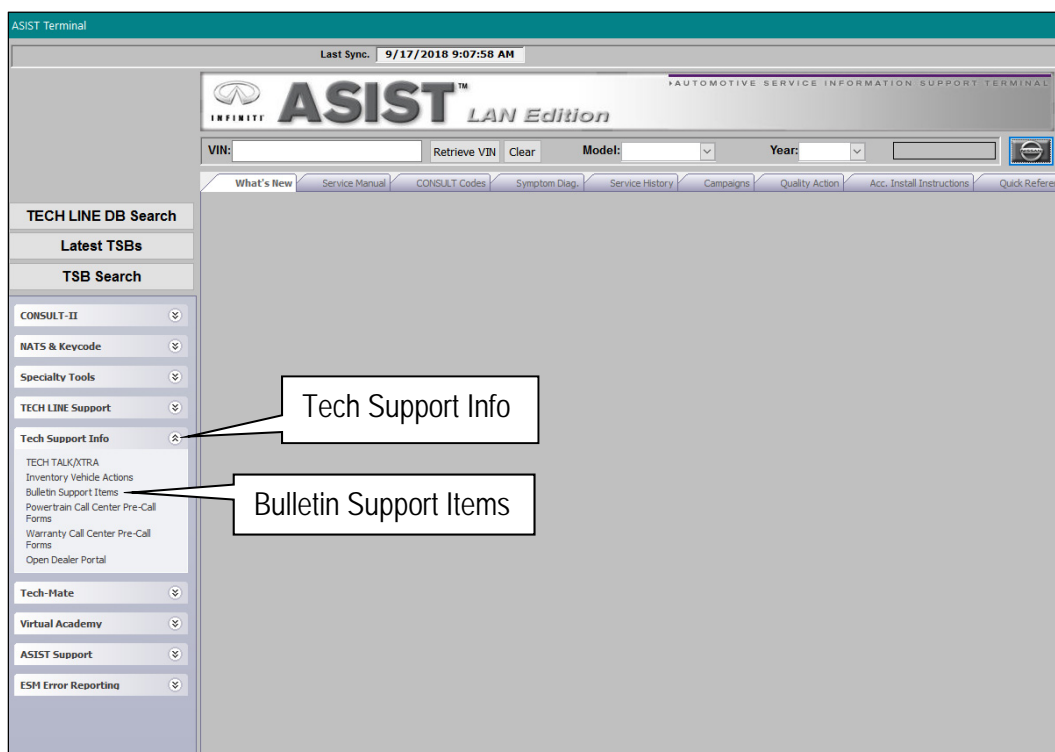 ASIST Terminal
Last Sync. 9/17/2018 9:07:58 AM
INFINITI ASIST™ LAN Edition
AUTOMOTIVE SERVICE INFORMATION SUPPORT TERMINAL
VIN: Retrieve VIN Clear Model: Year:
What's New Service Manual CONSULT Codes Symptom Diag. Service History Campaigns Quality Action Acc. Install Instructions Quick Refere
TECH LINE DB Search
Latest TSBs
TSB Search
CONSULT-II
NATS & Keycode
Specialty Tools
TECH LINE Support
Tech Support Info
Tech Support Info
TECH TALK/XTRA
Inventory Vehicle Actions
Bulletin Support Items
Bulletin Support Items
Powertrain Call Center Pre-Call
Forms
Warranty Call Center Pre-Call
Forms
Open Dealer Portal
Tech-Mate
Virtual Academy
ASIST Support
ESM Error Reporting